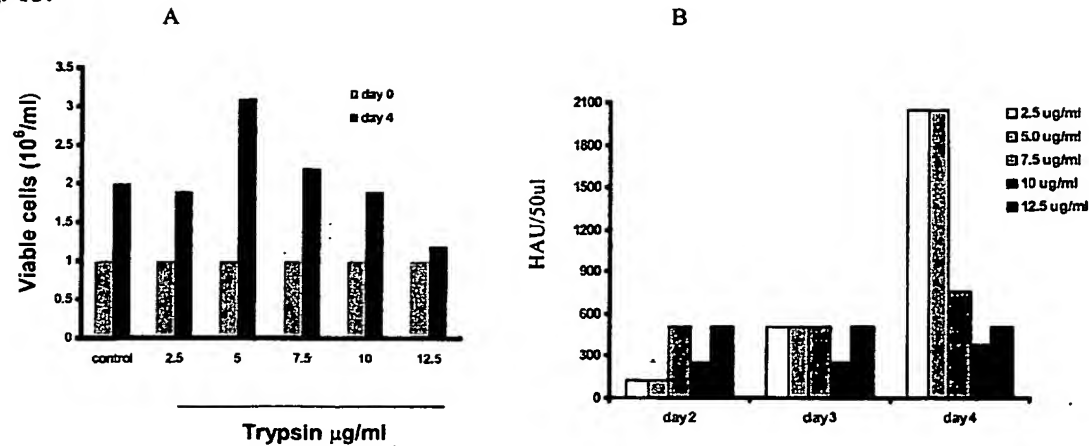 A
B
Viable cells (10⁶/ml)
3.5
3
2.5
2
1.5
1
0.5
0
day 0
day 4
control 2.5 5 7.5 10 12.5
Trypsin µg/ml
HAU/50ul
2100
1800
1500
1200
900
600
300
0
2.5 ug/ml
5.0 ug/ml
7.5 ug/ml
10 ug/ml
12.5 ug/ml
day2 day3 day4